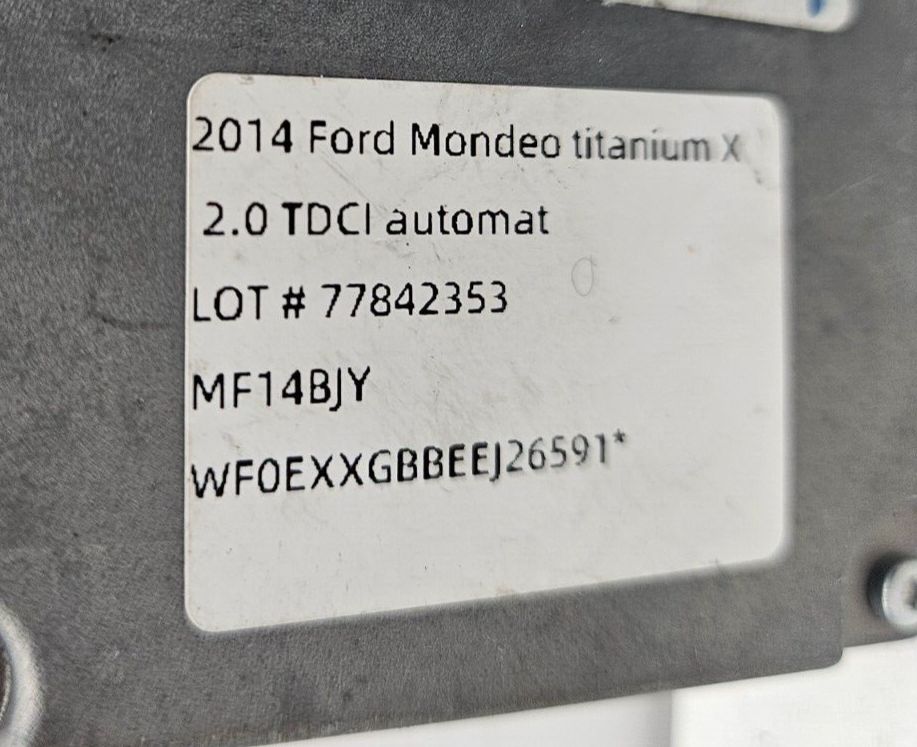 2014 Ford Mondeo titanium X
2.0 TDCI automat
LOT # 77842353
MF14BJY
WF0EXXGBBEEJ26591*